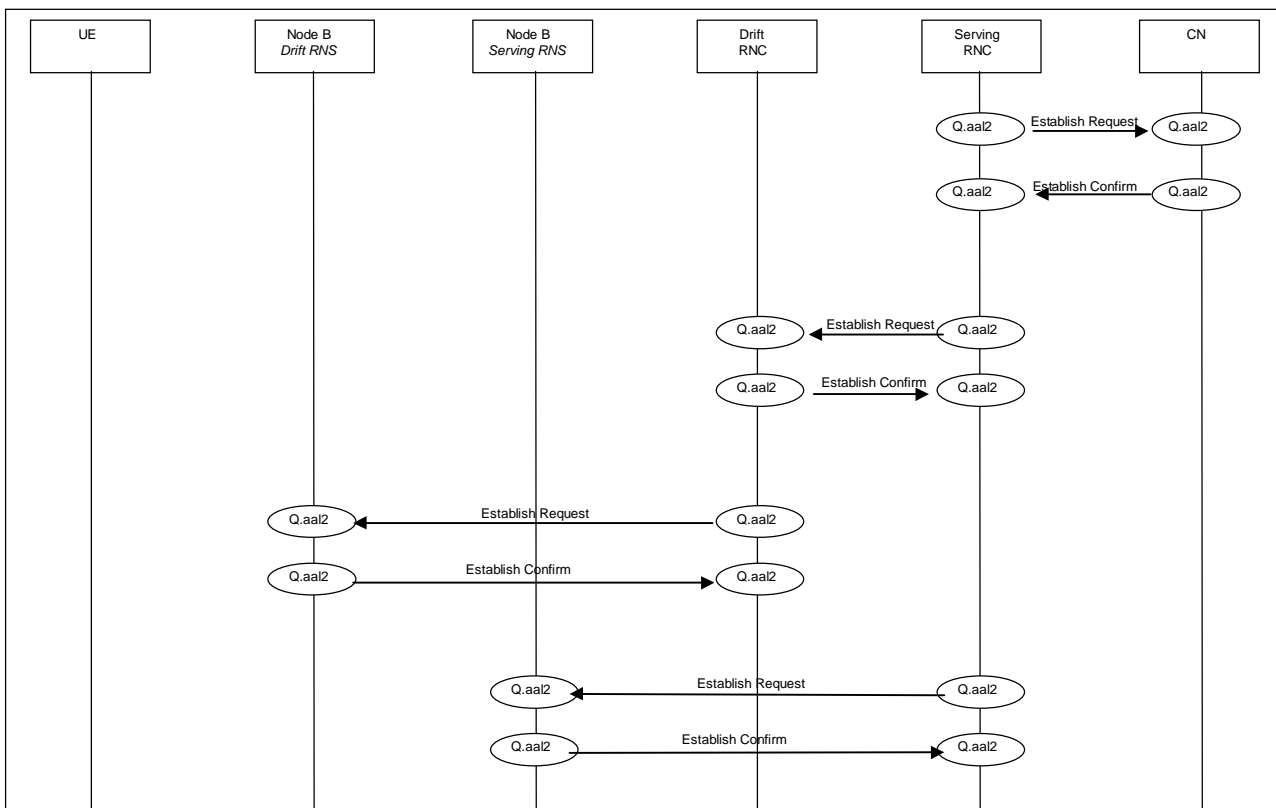 UE
Node B
Drift RNS
Node B
Serving RNS
Drift
RNC
Serving
RNC
CN
Q.aal2
Establish Request
Q.aal2
Q.aal2
Establish Confirm
Q.aal2
Q.aal2
Establish Request
Q.aal2
Q.aal2
Establish Confirm
Q.aal2
Q.aal2
Establish Request
Q.aal2
Q.aal2
Establish Confirm
Q.aal2
Q.aal2
Establish Request
Q.aal2
Q.aal2
Establish Confirm
Q.aal2